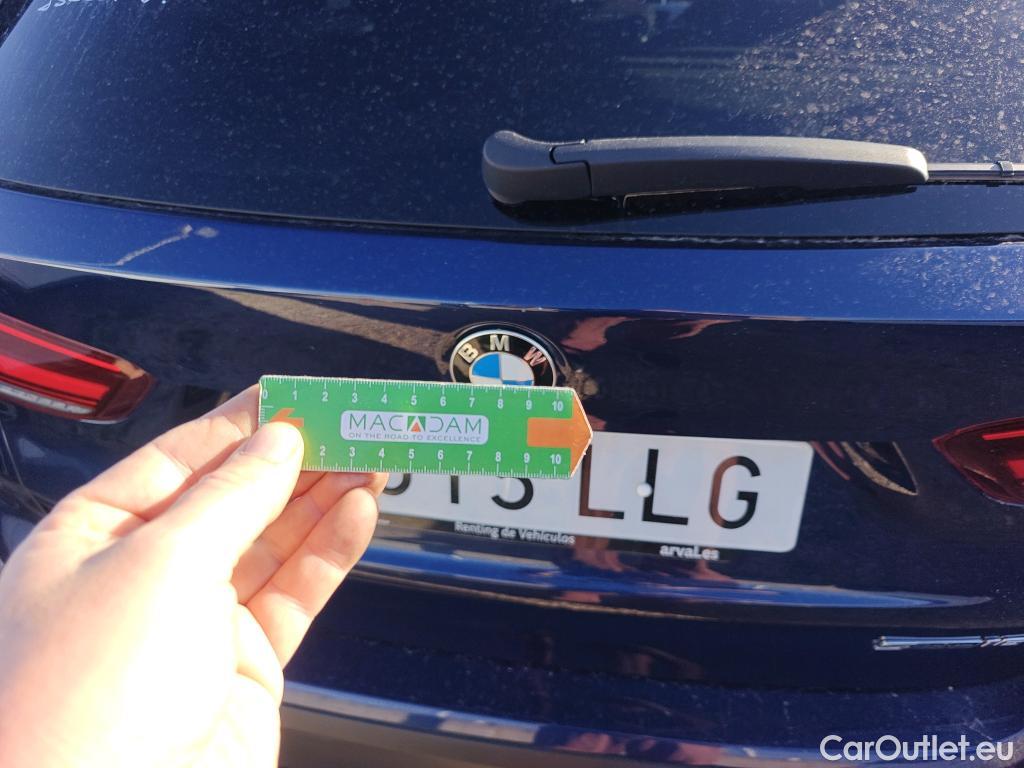 BMW
0 1 2 3 4 5 6 7 8 9 10
MACADAM
ON THE ROAD TO EXCELLENCE
2 3 4 5 6 7 8 9 10
15 LLG
Renting de Vehículos
arval.es
CarOutlet.eu